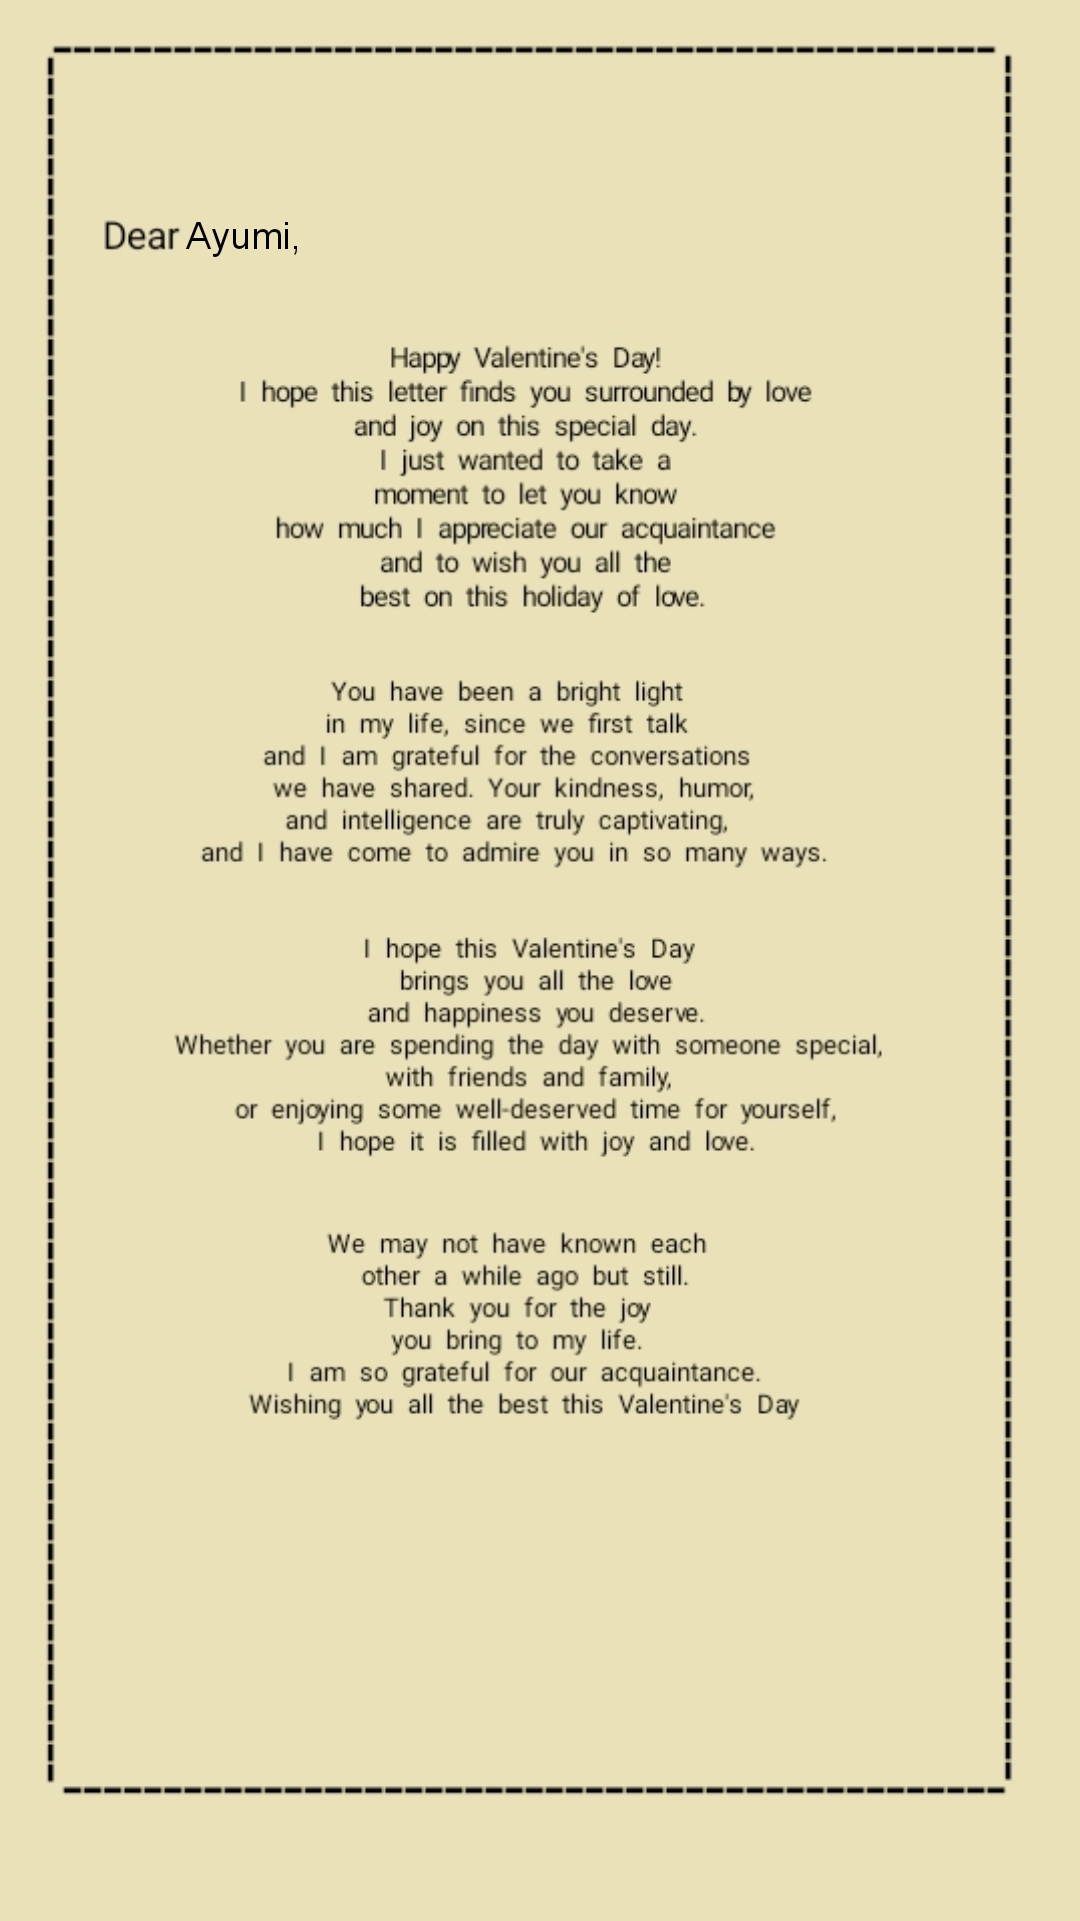 Dear Ayumi,
Happy Valentine's Day!
I hope this letter finds you surrounded by love
and joy on this special day.
I just wanted to take a
moment to let you know
how much I appreciate our acquaintance
and to wish you all the
best on this holiday of love.
You have been a bright light
in my life, since we first talk
and I am grateful for the conversations
we have shared. Your kindness, humor,
and intelligence are truly captivating,
and I have come to admire you in so many ways.
I hope this Valentine's Day
brings you all the love
and happiness you deserve.
Whether you are spending the day with someone special,
with friends and family,
or enjoying some well-deserved time for yourself,
I hope it is filled with joy and love.
We may not have known each
other a while ago but still.
Thank you for the joy
you bring to my life.
I am so grateful for our acquaintance.
Wishing you all the best this Valentine's Day